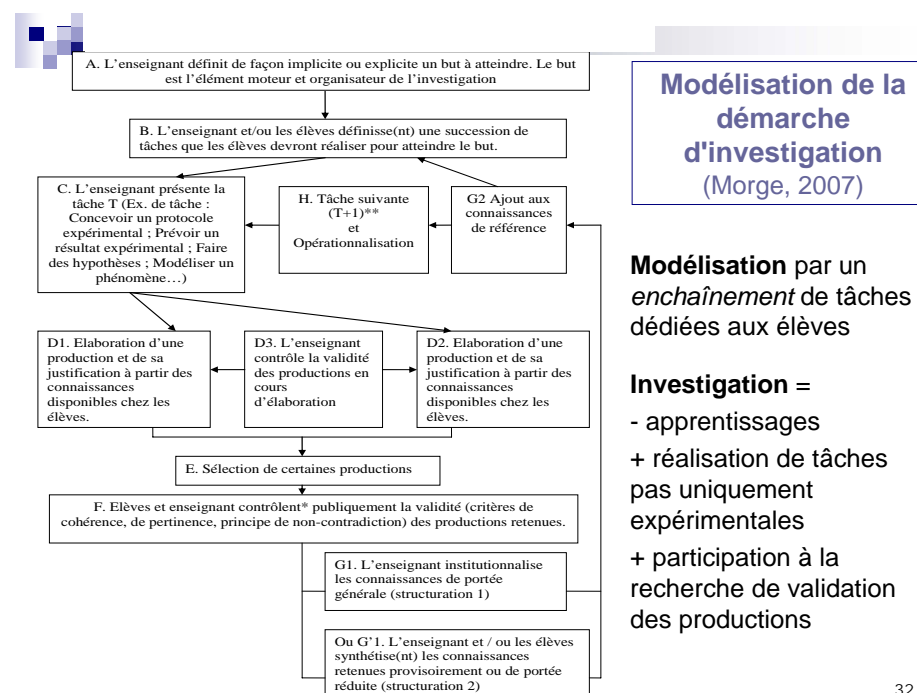 A. L'enseignant définit de façon implicite ou explicite un but à atteindre. Le but
est l'élément moteur et organisateur de l'investigation
B. L'enseignant et/ou les élèves définisse(nt) une succession de
tâches que les élèves devront réaliser pour atteindre le but.
C. L'enseignant présente la
tâche T (Ex. de tâche :
Concevoir un protocole
expérimental ; Prévoir un
résultat expérimental ; Faire
des hypothèses ; Modéliser un
phénomène…)
H. Tâche suivante
(T+1)**
et
Opérationnalisation
G2 Ajout aux
connaissances
de référence
D1. Elaboration d'une
production et de sa
justification à partir des
connaissances
disponibles chez les
élèves.
D3. L'enseignant
contrôle la validité
des productions en
cours
d'élaboration
D2. Elaboration d'une
production et de sa
justification à partir des
connaissances
disponibles chez les
élèves.
E. Sélection de certaines productions
F. Elèves et enseignant contrôlent* publiquement la validité (critères de
cohérence, de pertinence, principe de non-contradiction) des productions retenues.
G1. L'enseignant institutionnalise
les connaissances de portée
générale (structuration 1)
Ou G'1. L'enseignant et / ou les élèves
synthétise(nt) les connaissances
retenues provisoirement ou de portée
réduite (structuration 2)
Modélisation de la
démarche
d'investigation
(Morge, 2007)
Modélisation par un
enchaînement de tâches
dédiées aux élèves
Investigation =
- apprentissages
+ réalisation de tâches
pas uniquement
expérimentales
+ participation à la
recherche de validation
des productions
32